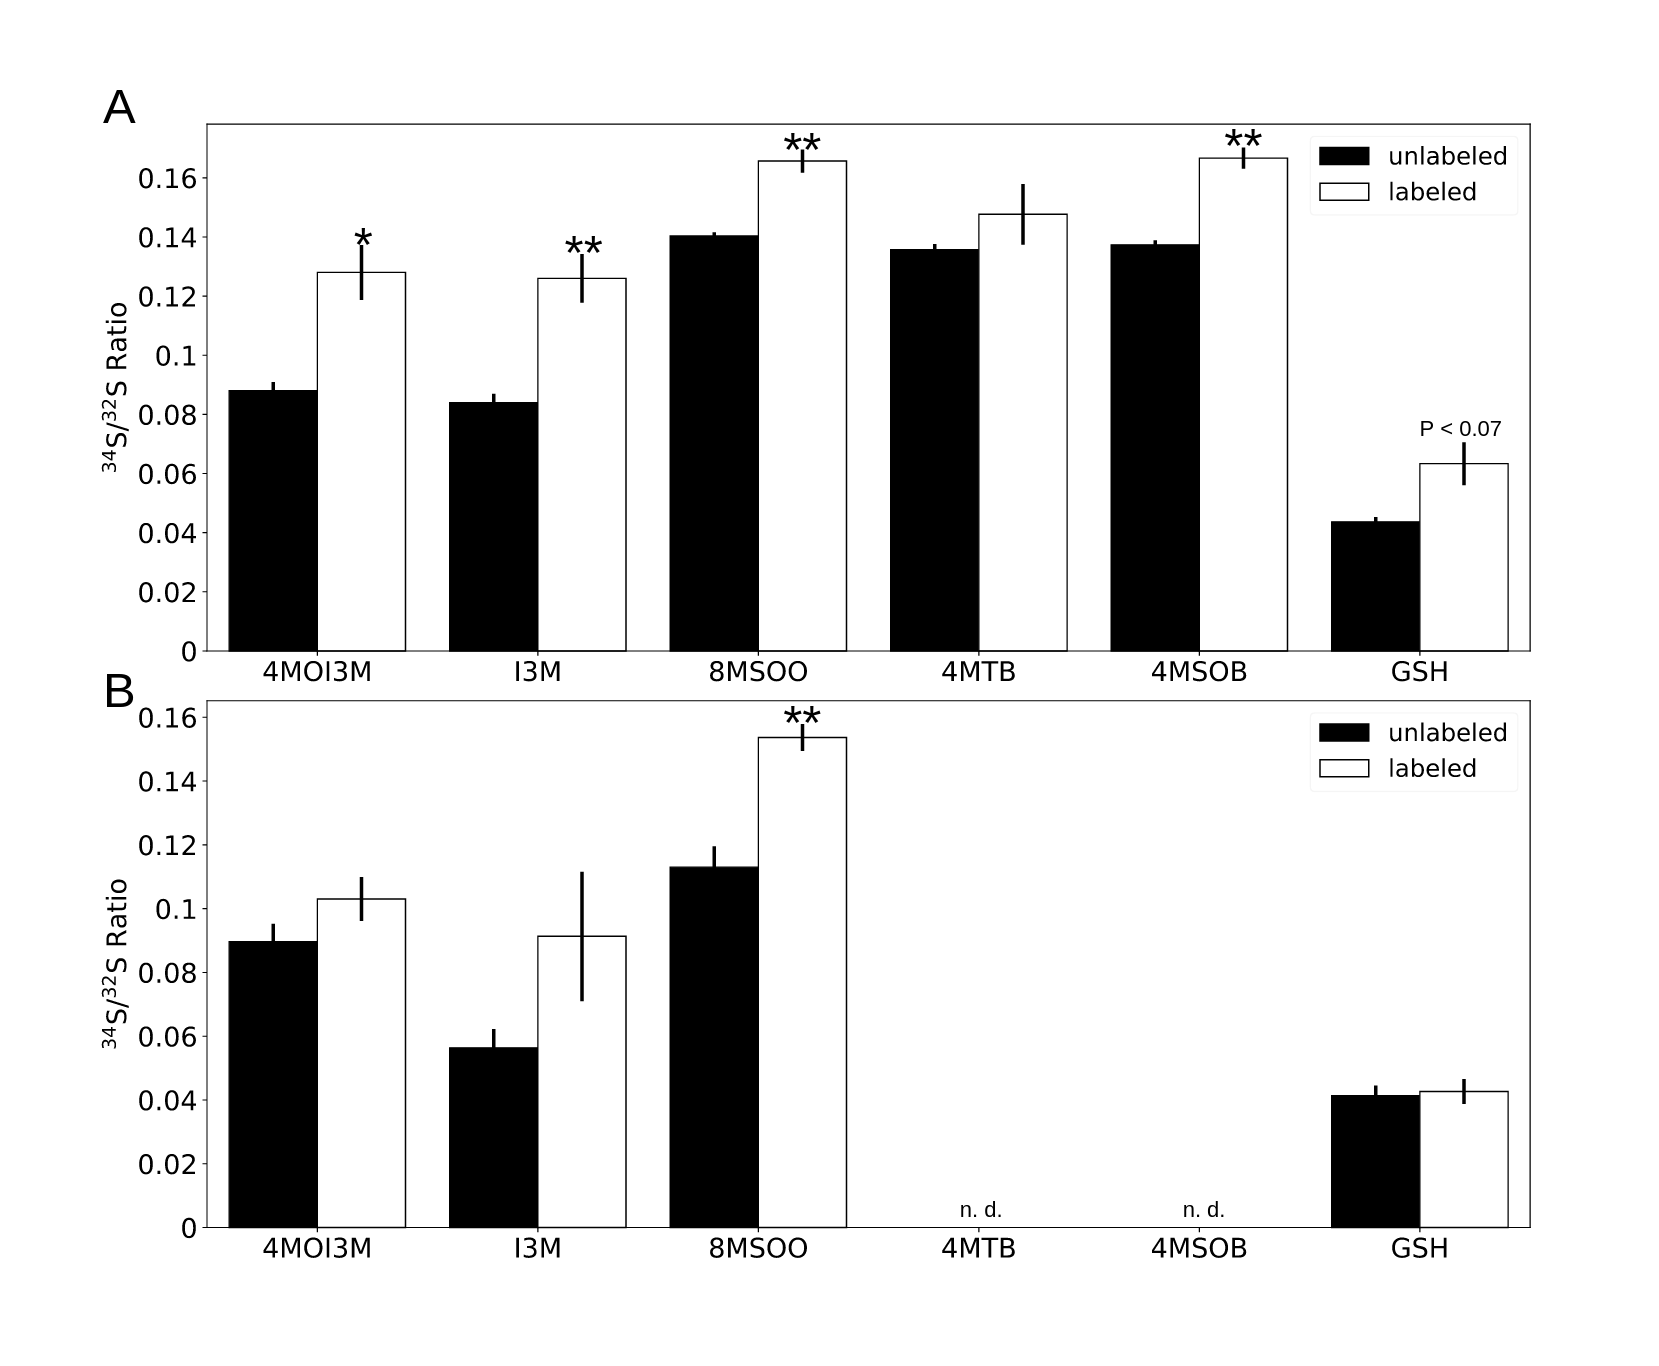 A
**
**
unlabeled
labeled
*
**
P < 0.07
³⁴S/³²S Ratio
0.16
0.14
0.12
0.1
0.08
0.06
0.04
0.02
0
4MOI3M I3M 8MSOO 4MTB 4MSOB GSH
B
**
unlabeled
labeled
³⁴S/³²S Ratio
0.16
0.14
0.12
0.1
0.08
0.06
0.04
0.02
0
n. d. n. d.
4MOI3M I3M 8MSOO 4MTB 4MSOB GSH